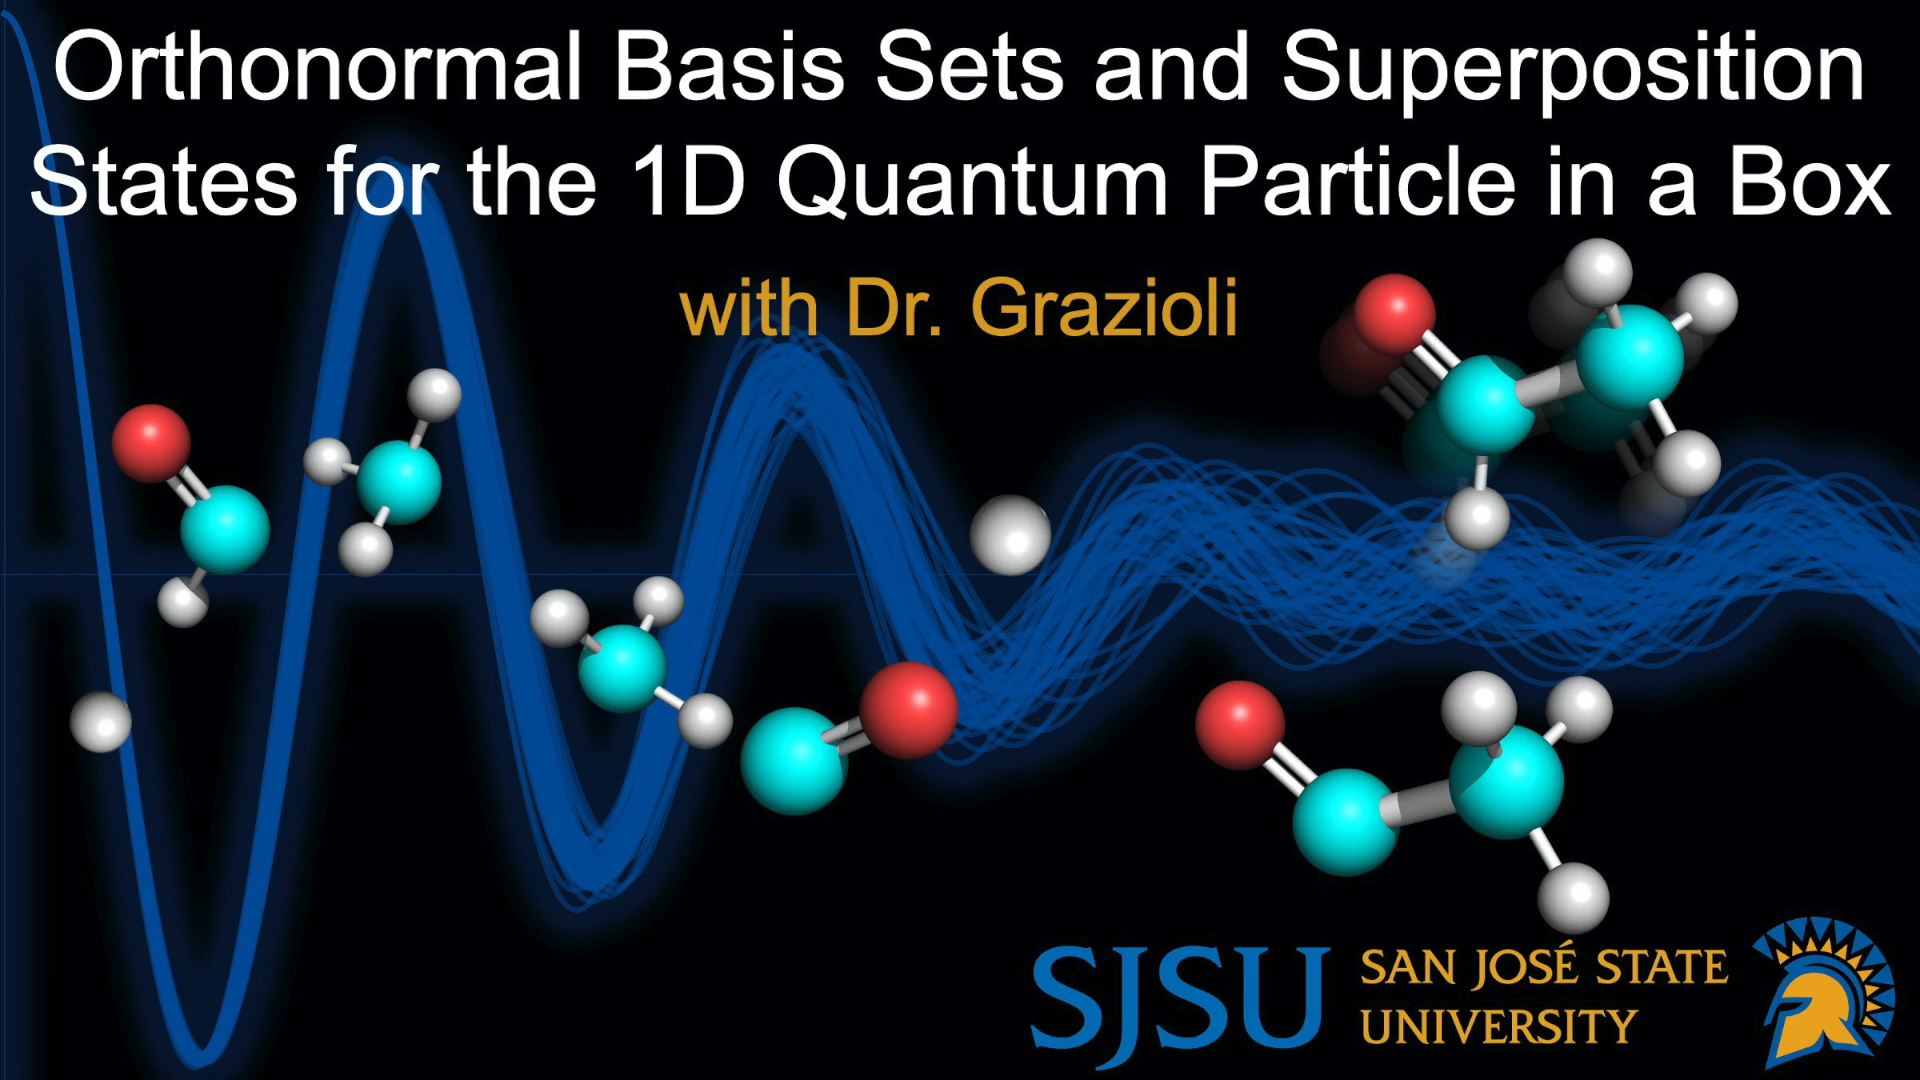 Orthonormal Basis Sets and Superposition
States for the 1D Quantum Particle in a Box
with Dr. Grazioli
SJSU SAN JOSÉ STATE
UNIVERSITY